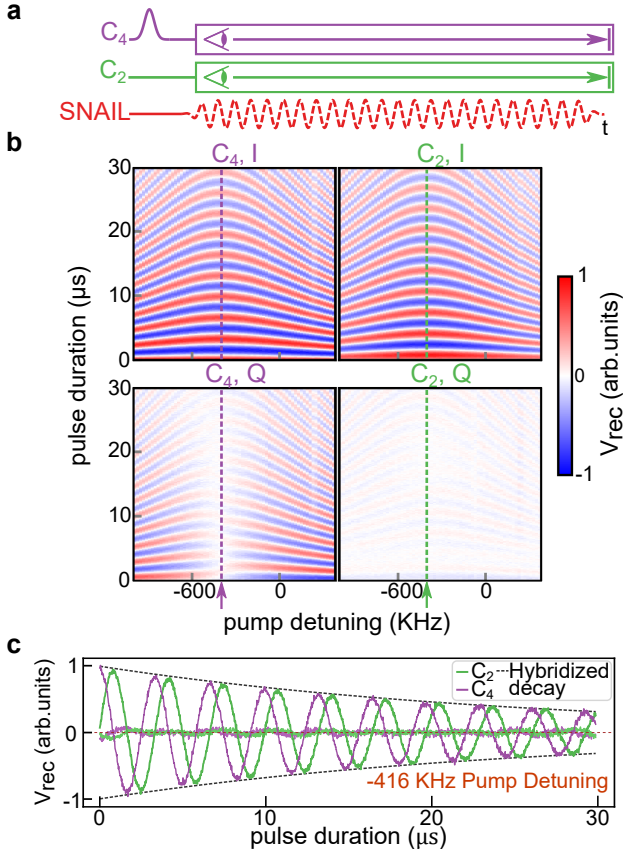 a
C₄
C₂
SNAIL
t
b
C₄, I
C₂, I
30
20
10
0
pulse duration (µs)
C₄, Q
C₂, Q
30
20
10
0
-600
0
-600
0
pump detuning (KHz)
1
0
-1
Vrec (arb.units)
c
1
0
-1
Vrec (arb.units)
C₂
C₄
Hybridized
decay
-416 KHz Pump Detuning
0
10
20
30
pulse duration (µs)